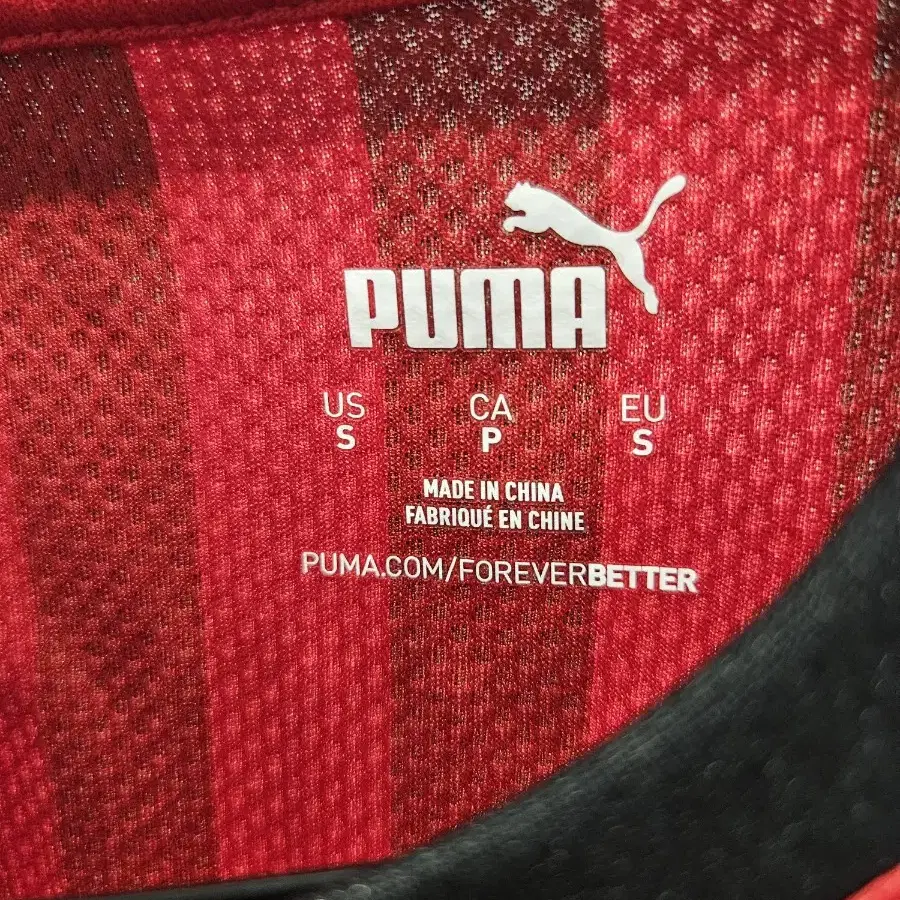 PUMA
US CA EU
S P S
MADE IN CHINA
FABRIQUÉ EN CHINE
PUMA.COM/FOREVERBETTER